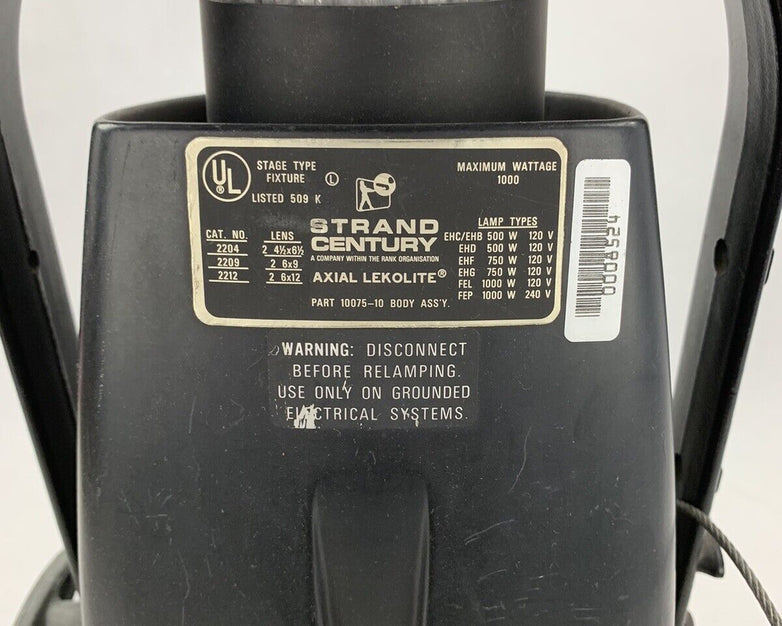 UL
®
STAGE TYPE
FIXTURE L
LISTED 509 K
MAXIMUM WATTAGE
1000
S
STRAND
CENTURY
A COMPANY WITHIN THE RANK ORGANISATION
AXIAL LEKOLITE®
PART 10075-10 BODY ASS'Y.
CAT. NO. LENS
2204 2 4½x6½
2209 2 6x9
2212 2 6x12
LAMP TYPES
EHC/EHB 500 W 120 V
EHD 500 W 120 V
EHF 750 W 120 V
EHG 750 W 120 V
FEL 1000 W 120 V
FEP 1000 W 240 V
0008524
WARNING: DISCONNECT
BEFORE RELAMPING.
USE ONLY ON GROUNDED
ELECTRICAL SYSTEMS.